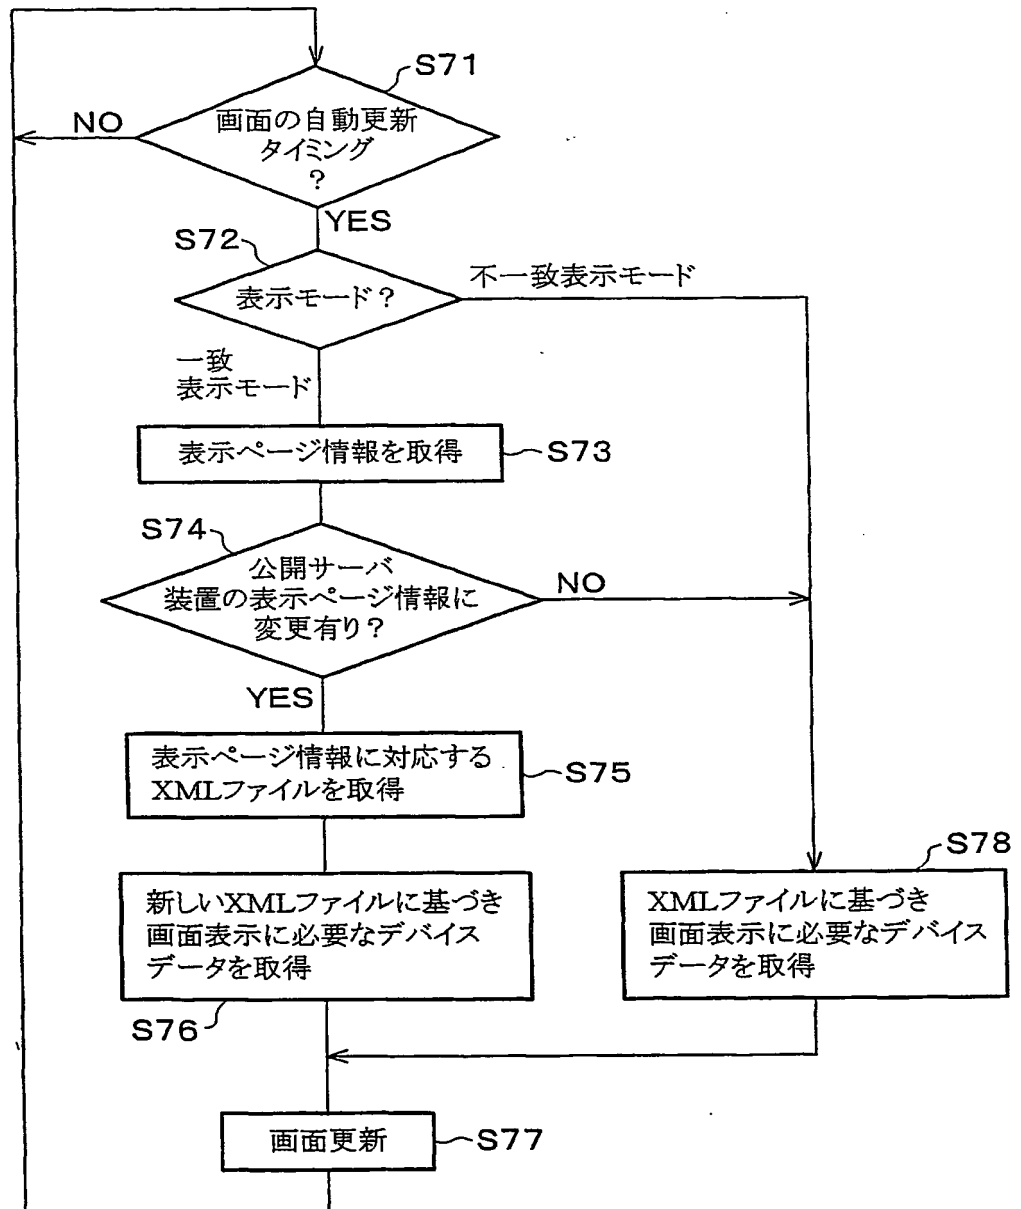 S71
画面の自動更新
タイミング
?
NO
YES
S72
表示モード?
不一致表示モード
一致
表示モード
表示ページ情報を取得
S73
S74
公開サーバ
装置の表示ページ情報に
変更有り?
NO
YES
表示ページ情報に対応する
XMLファイルを取得
S75
新しいXMLファイルに基づき
画面表示に必要なデバイス
データを取得
S76
S78
XMLファイルに基づき
画面表示に必要なデバイス
データを取得
画面更新
S77